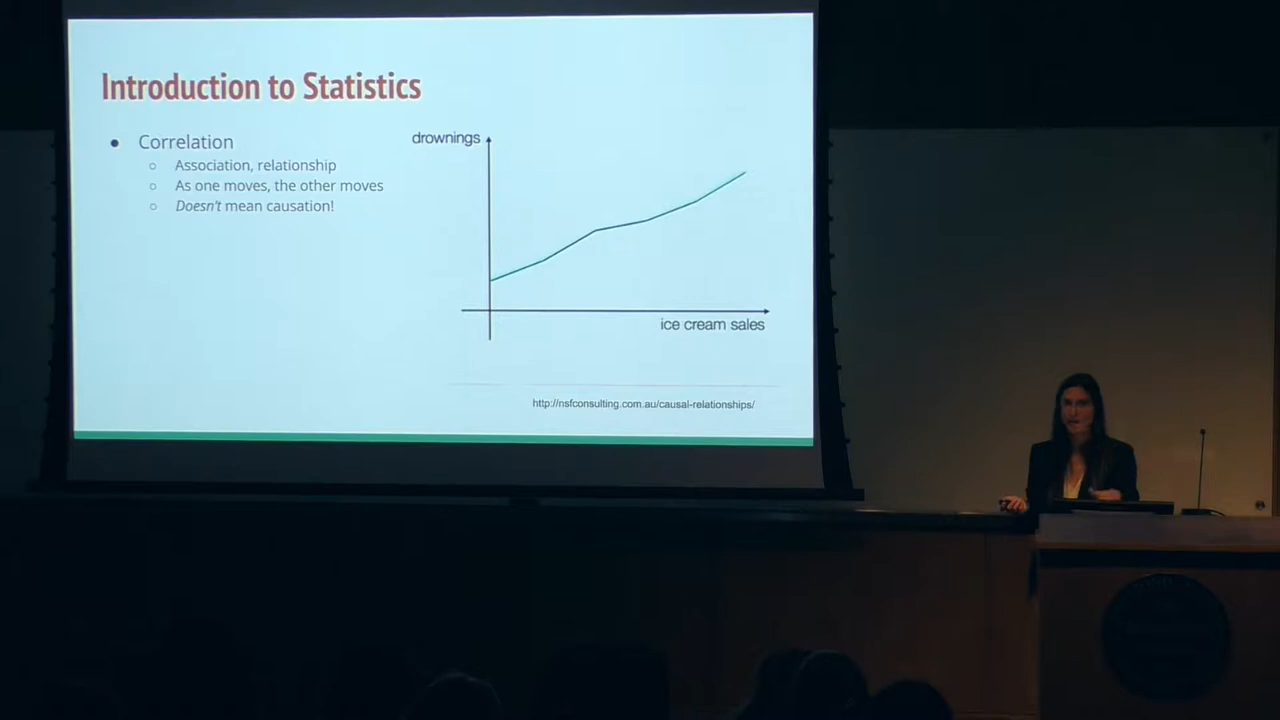 Introduction to Statistics
● Correlation
○ Association, relationship
○ As one moves, the other moves
○ Doesn't mean causation!
drownings
ice cream sales
http://nsfconsulting.com.au/causal-relationships/